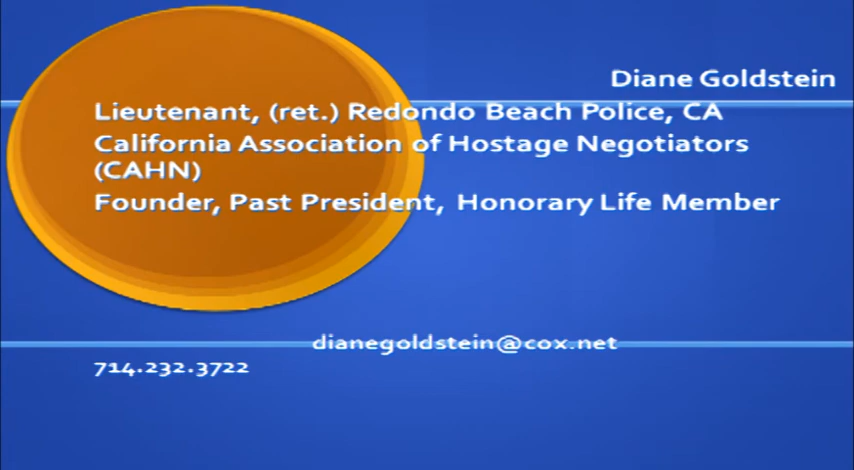 Diane Goldstein
Lieutenant, (ret.) Redondo Beach Police, CA
California Association of Hostage Negotiators
(CAHN)
Founder, Past President, Honorary Life Member
dianegoldstein@cox.net
714.232.3722